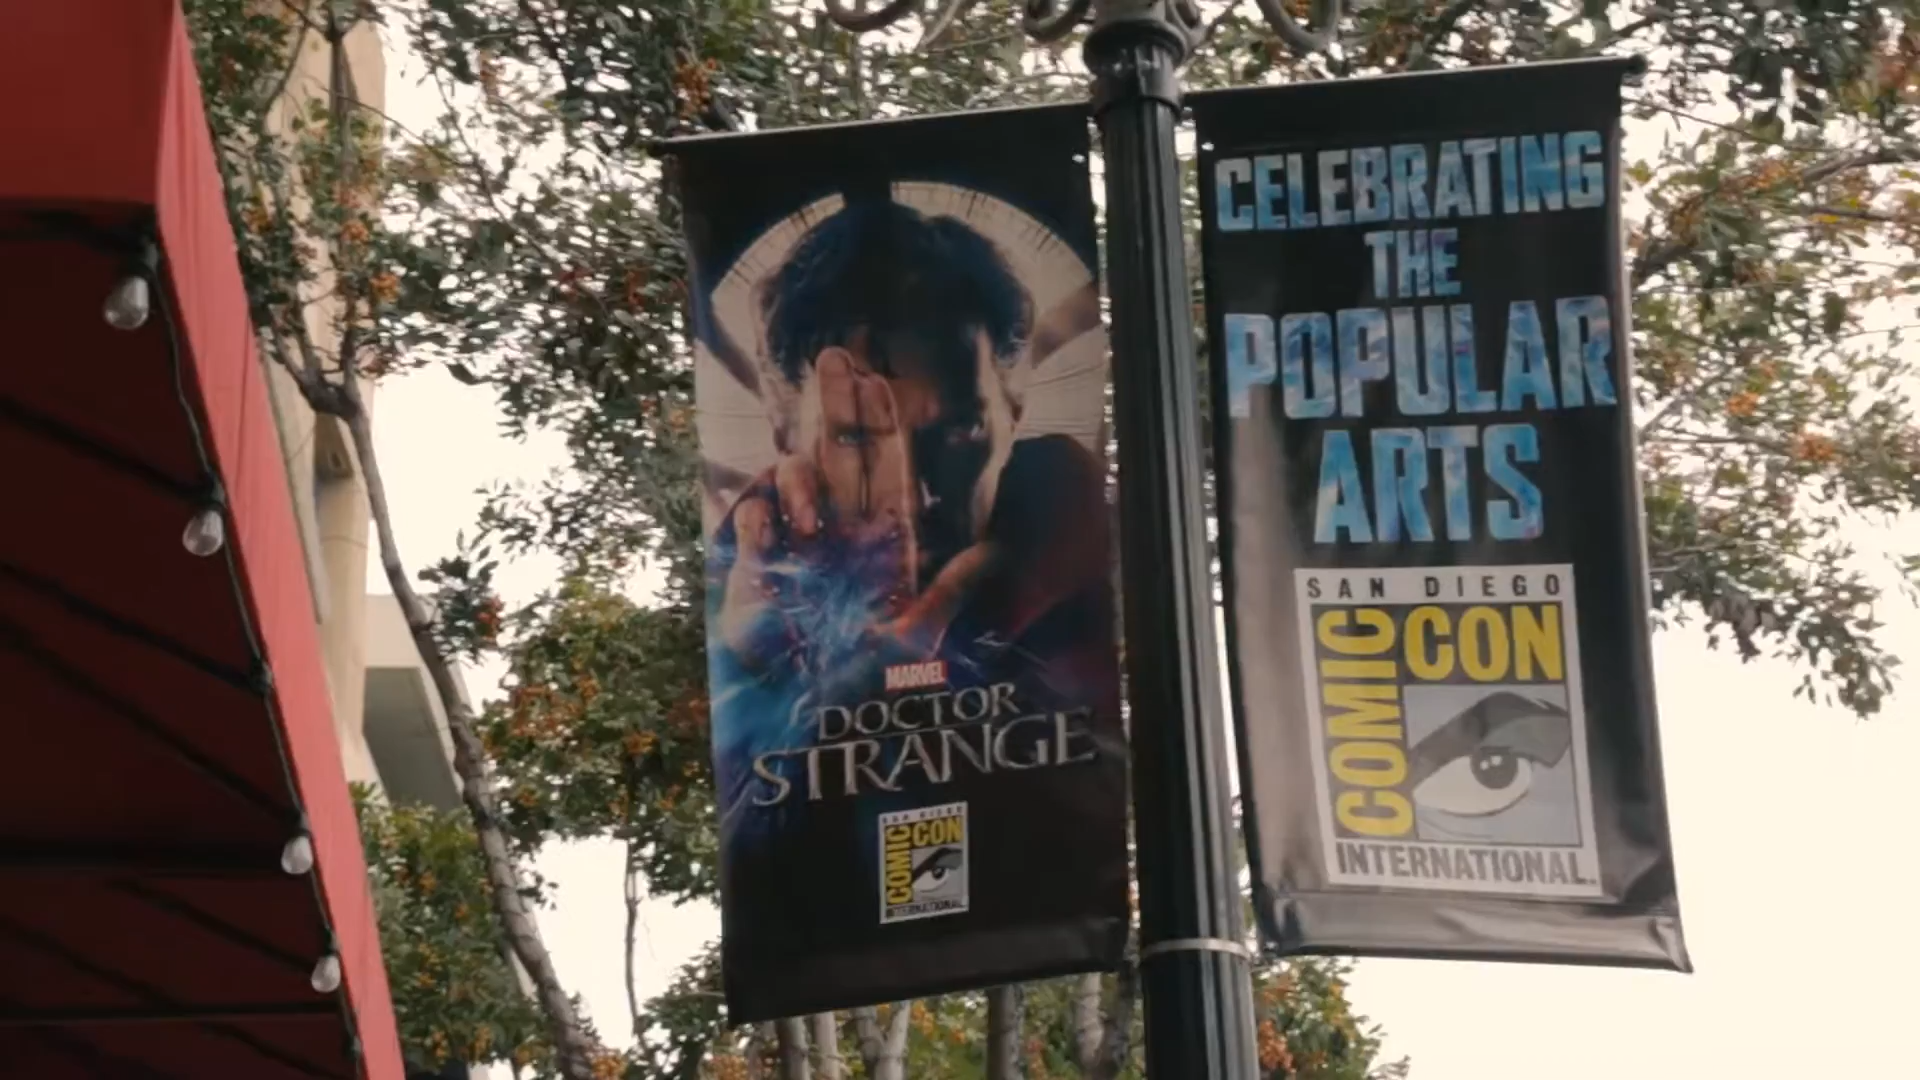 MARVEL
DOCTOR
STRANGE
SAN DIEGO
COMIC
CON
INTERNATIONAL
CELEBRATING
THE
POPULAR
ARTS
SAN DIEGO
COMIC
CON
INTERNATIONAL.